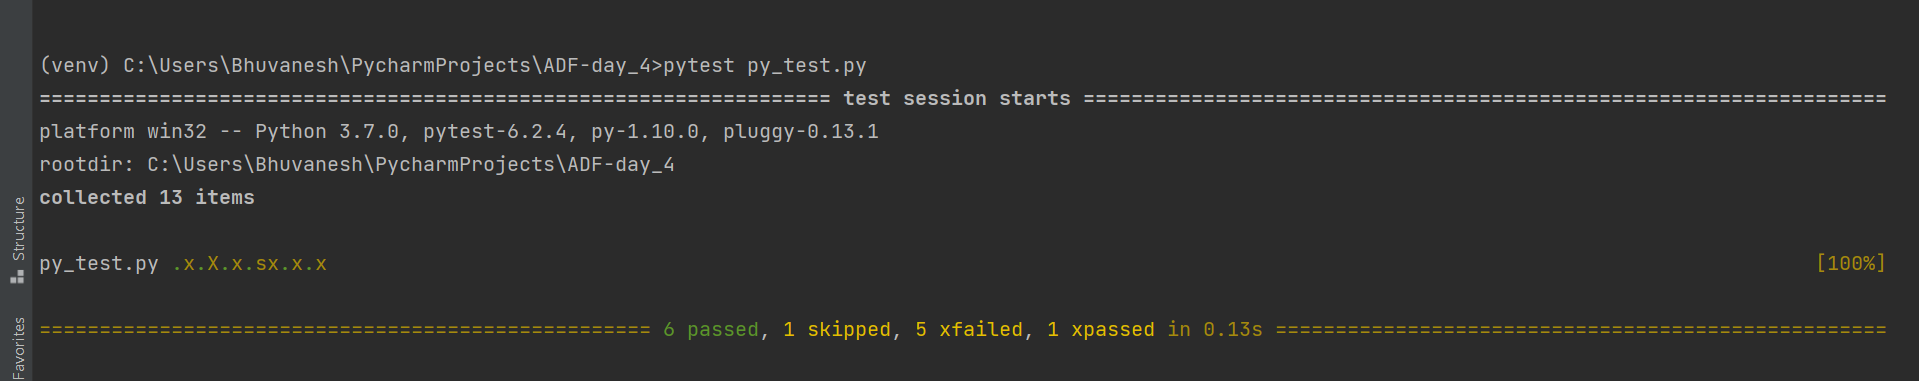 (venv) C:\Users\Bhuvanesh\PycharmProjects\ADF-day_4>pytest py_test.py
================================================================== test session starts ===================================================================
platform win32 -- Python 3.7.0, pytest-6.2.4, py-1.10.0, pluggy-0.13.1
rootdir: C:\Users\Bhuvanesh\PycharmProjects\ADF-day_4
collected 13 items
py_test.py .x.X.x.sx.x.x [100%]
=================================================== 6 passed, 1 skipped, 5 xfailed, 1 xpassed in 0.13s ===================================================
Structure
Favorites